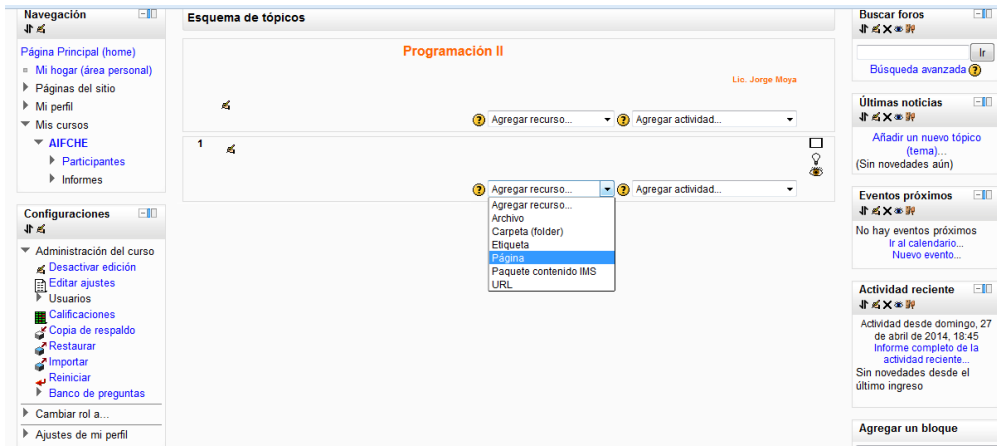 Navegación
Página Principal (home)
Mi hogar (área personal)
Páginas del sitio
Mi perfil
Mis cursos
AIFCHE
Participantes
Informes
Configuraciones
Administración del curso
Desactivar edición
Editar ajustes
Usuarios
Calificaciones
Copia de respaldo
Restaurar
Importar
Reiniciar
Banco de preguntas
Cambiar rol a...
Ajustes de mi perfil
Esquema de tópicos
Programación II
Lic. Jorge Moya
Agregar recurso... Agregar actividad...
1
Agregar recurso... Agregar actividad...
Agregar recurso...
Archivo
Carpeta (folder)
Etiqueta
Página
Paquete contenido IMS
URL
Buscar foros
Ir
Búsqueda avanzada
Últimas noticias
Añadir un nuevo tópico
(tema)...
(Sin novedades aún)
Eventos próximos
No hay eventos próximos
Ir al calendario...
Nuevo evento...
Actividad reciente
Actividad desde domingo, 27
de abril de 2014, 18:45
Informe completo de la
actividad reciente...
Sin novedades desde el
último ingreso
Agregar un bloque